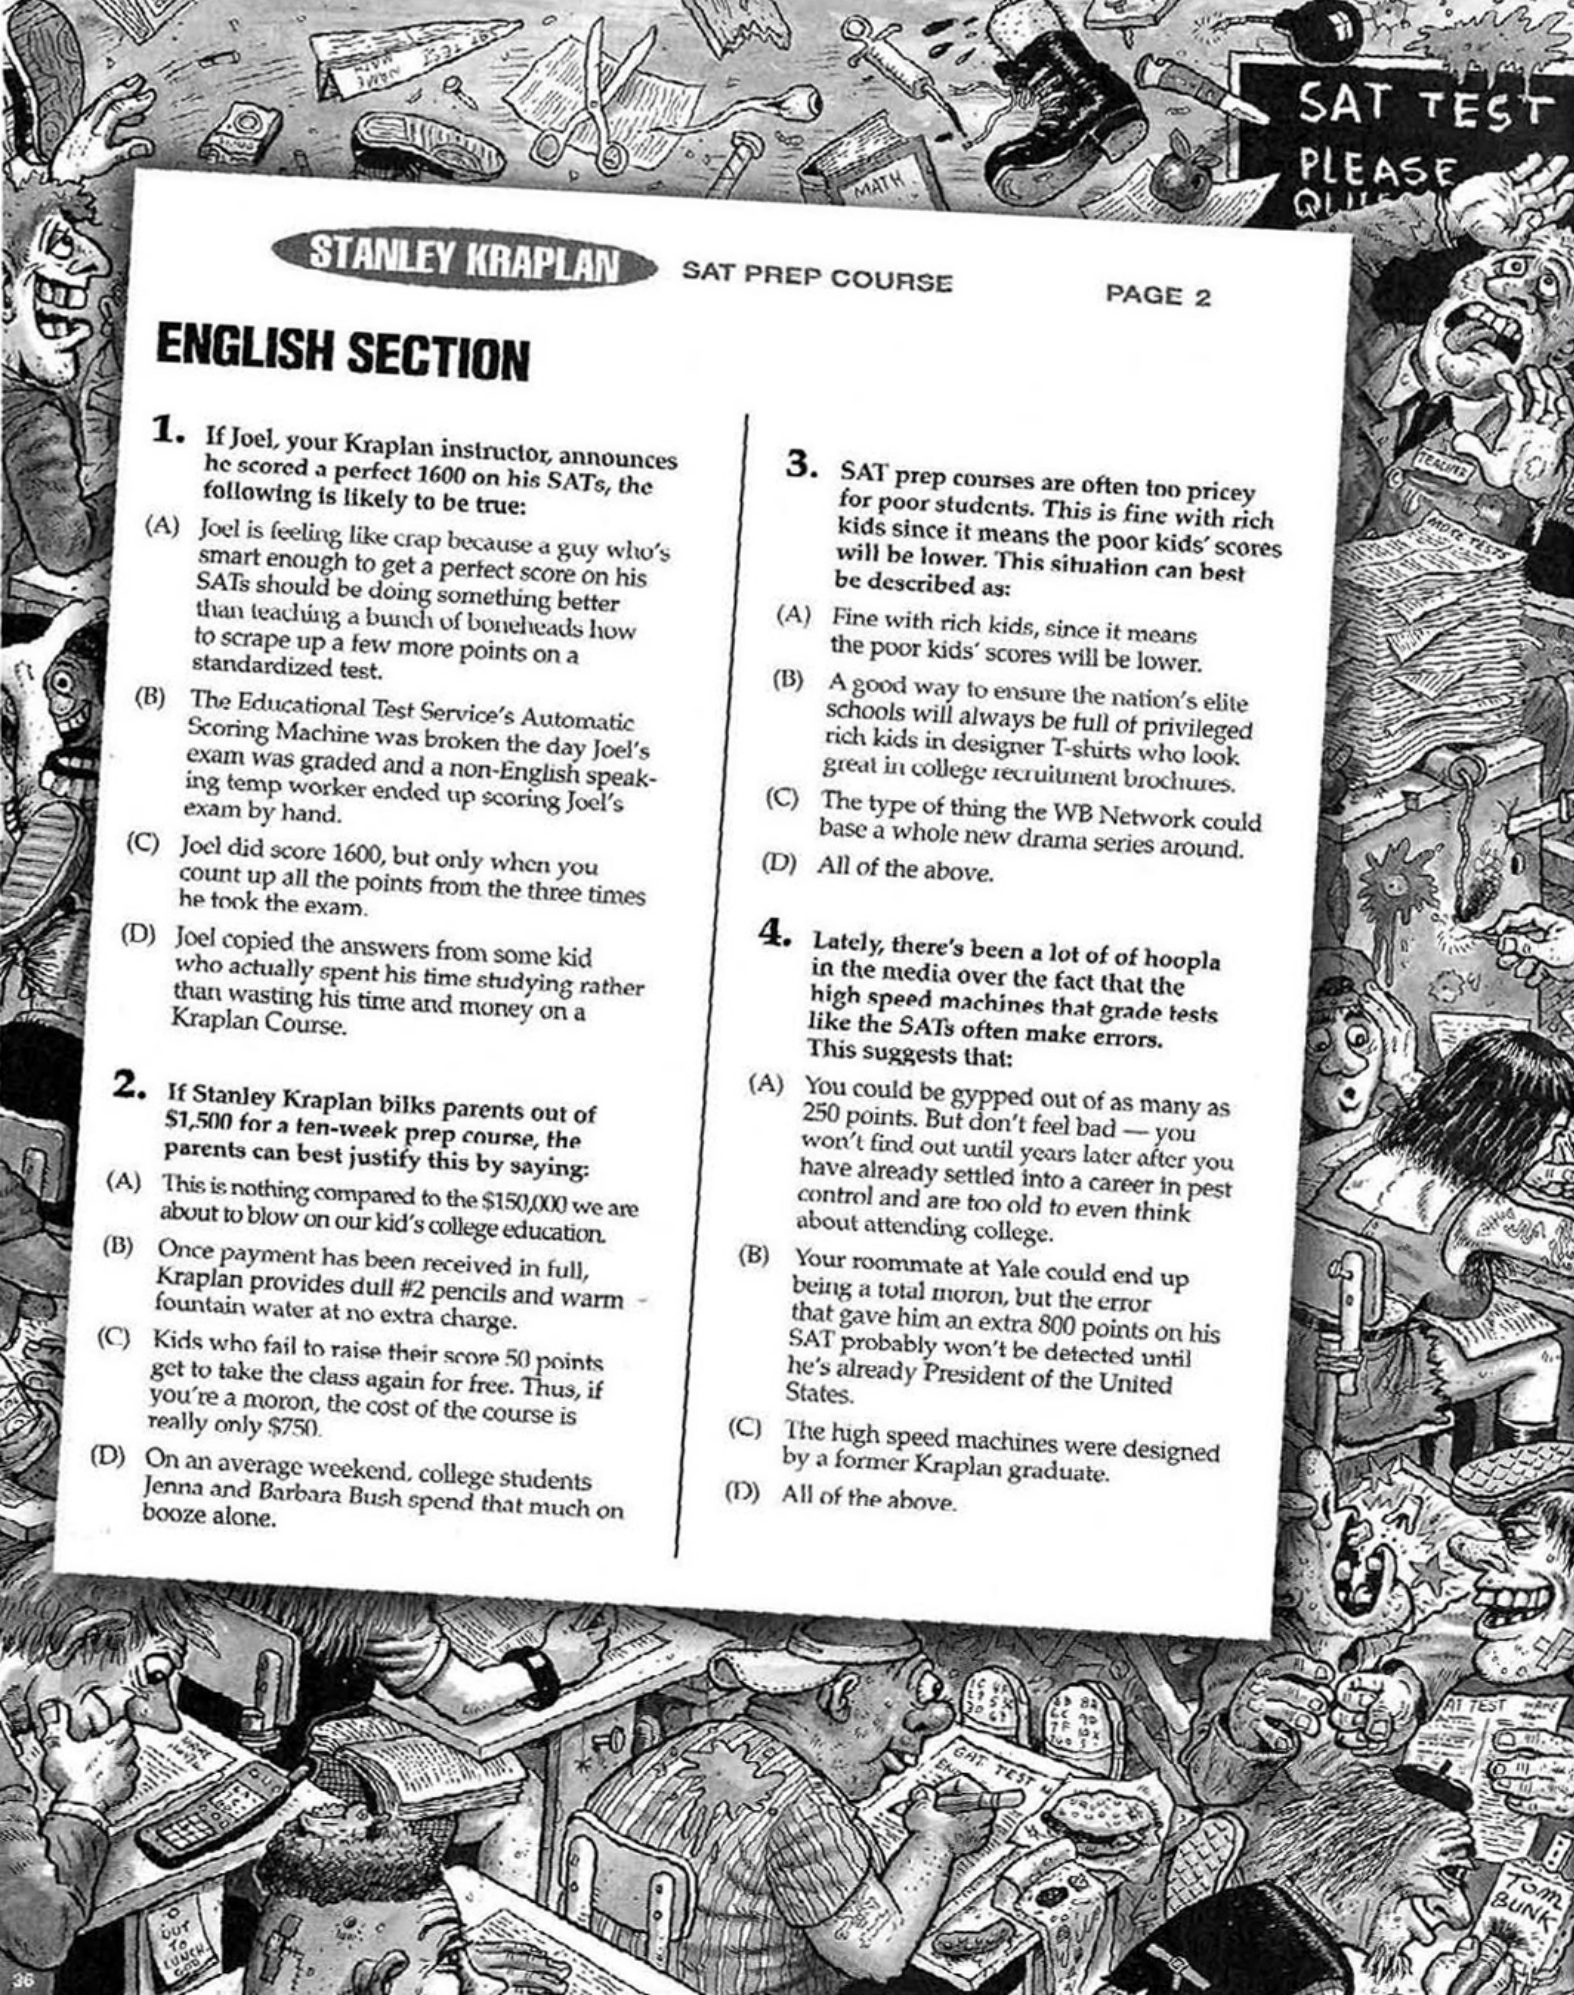 NAME
MATH
SAT TEST
MATH
PLEASE
STANLEY KRAPLAN
SAT PREP COURSE
PAGE 2
ENGLISH SECTION
1. If Joel, your Kraplan instructor, announces
he scored a perfect 1600 on his SATs, the
following is likely to be true:
(A) Joel is feeling like crap because a guy who's
smart enough to get a perfect score on his
SATs should be doing something better
than teaching a bunch of boneheads how
to scrape up a few more points on a
standardized test.
(B) The Educational Test Service's Automatic
Scoring Machine was broken the day Joel's
exam was graded and a non-English speak-
ing temp worker ended up scoring Joel's
exam by hand.
(C) Joel did score 1600, but only when you
count up all the points from the three times
he took the exam.
(D) Joel copied the answers from some kid
who actually spent his time studying rather
than wasting his time and money on a
Kraplan Course.
2. If Stanley Kraplan bilks parents out of
$1,500 for a ten-week prep course, the
parents can best justify this by saying:
(A) This is nothing compared to the $150,000 we are
about to blow on our kid's college education.
(B) Once payment has been received in full,
Kraplan provides dull #2 pencils and warm
fountain water at no extra charge.
(C) Kids who fail to raise their score 50 points
get to take the class again for free. Thus, if
you're a moron, the cost of the course is
really only $750.
(D) On an average weekend, college students
Jenna and Barbara Bush spend that much on
booze alone.
3. SAT prep courses are often too pricey
for poor students. This is fine with rich
kids since it means the poor kids' scores
will be lower. This situation can best
be described as:
(A) Fine with rich kids, since it means
the poor kids' scores will be lower.
(B) A good way to ensure the nation's elite
schools will always be full of privileged
rich kids in designer T-shirts who look
great in college recruitment brochures.
(C) The type of thing the WB Network could
base a whole new drama series around.
(D) All of the above.
4. Lately, there's been a lot of of hoopla
in the media over the fact that the
high speed machines that grade tests
like the SATs often make errors.
This suggests that:
(A) You could be gypped out of as many as
250 points. But don't feel bad — you
won't find out until years later after you
have already settled into a career in pest
control and are too old to even think
about attending college.
(B) Your roommate at Yale could end up
being a total moron, but the error
that gave him an extra 800 points on his
SAT probably won't be detected until
he's already President of the United
States.
(C) The high speed machines were designed
by a former Kraplan graduate.
(D) All of the above.
TEACHER
MORE TESTS
SAT TEST
AT TEST NAME
TOM
BUNK
OUT
TO
LUNCH
36